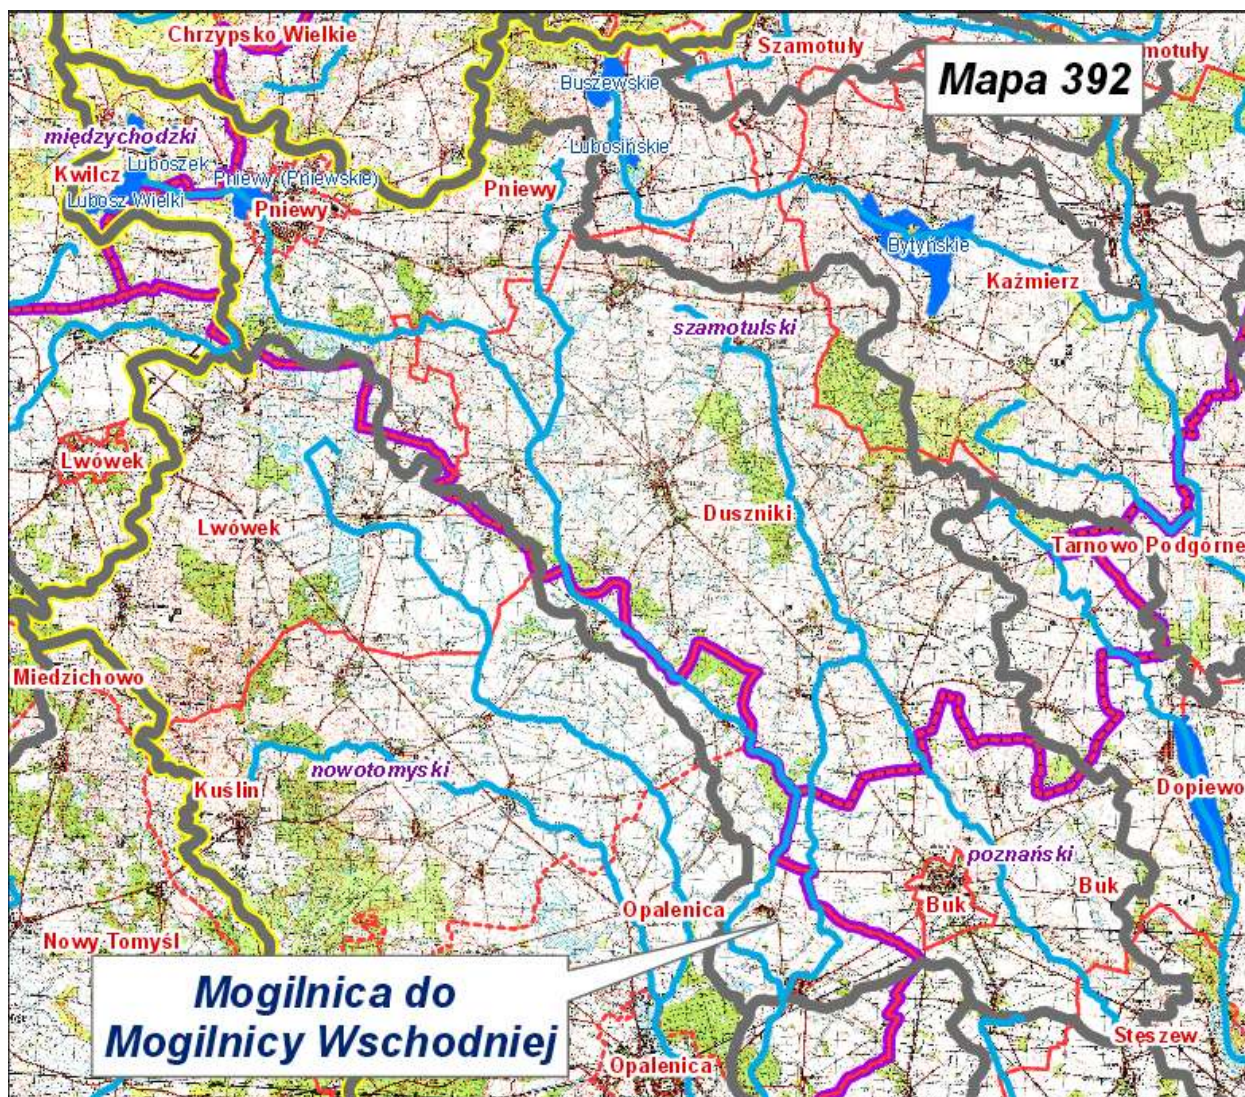 Chrzypsko Wielkie
Szamotuły
motuły
Mapa 392
Buszewskie
międzychodzki
Lubosińskie
Luboszek
Kwilcz
Pniewy (Pniewskie)
Pniewy
Lubosz Wielki
Pniewy
Bytyńskie
Kaźmierz
szamotulski
Lwówek
Lwówek
Duszniki
Tarnowo Podgórne
Miedzichowo
nowotomyski
Kuślin
Dopiewo
poznański
Buk
Buk
Opalenica
Nowy Tomyśl
Mogilnica do
Mogilnicy Wschodniej
Stęszew
Opalenica